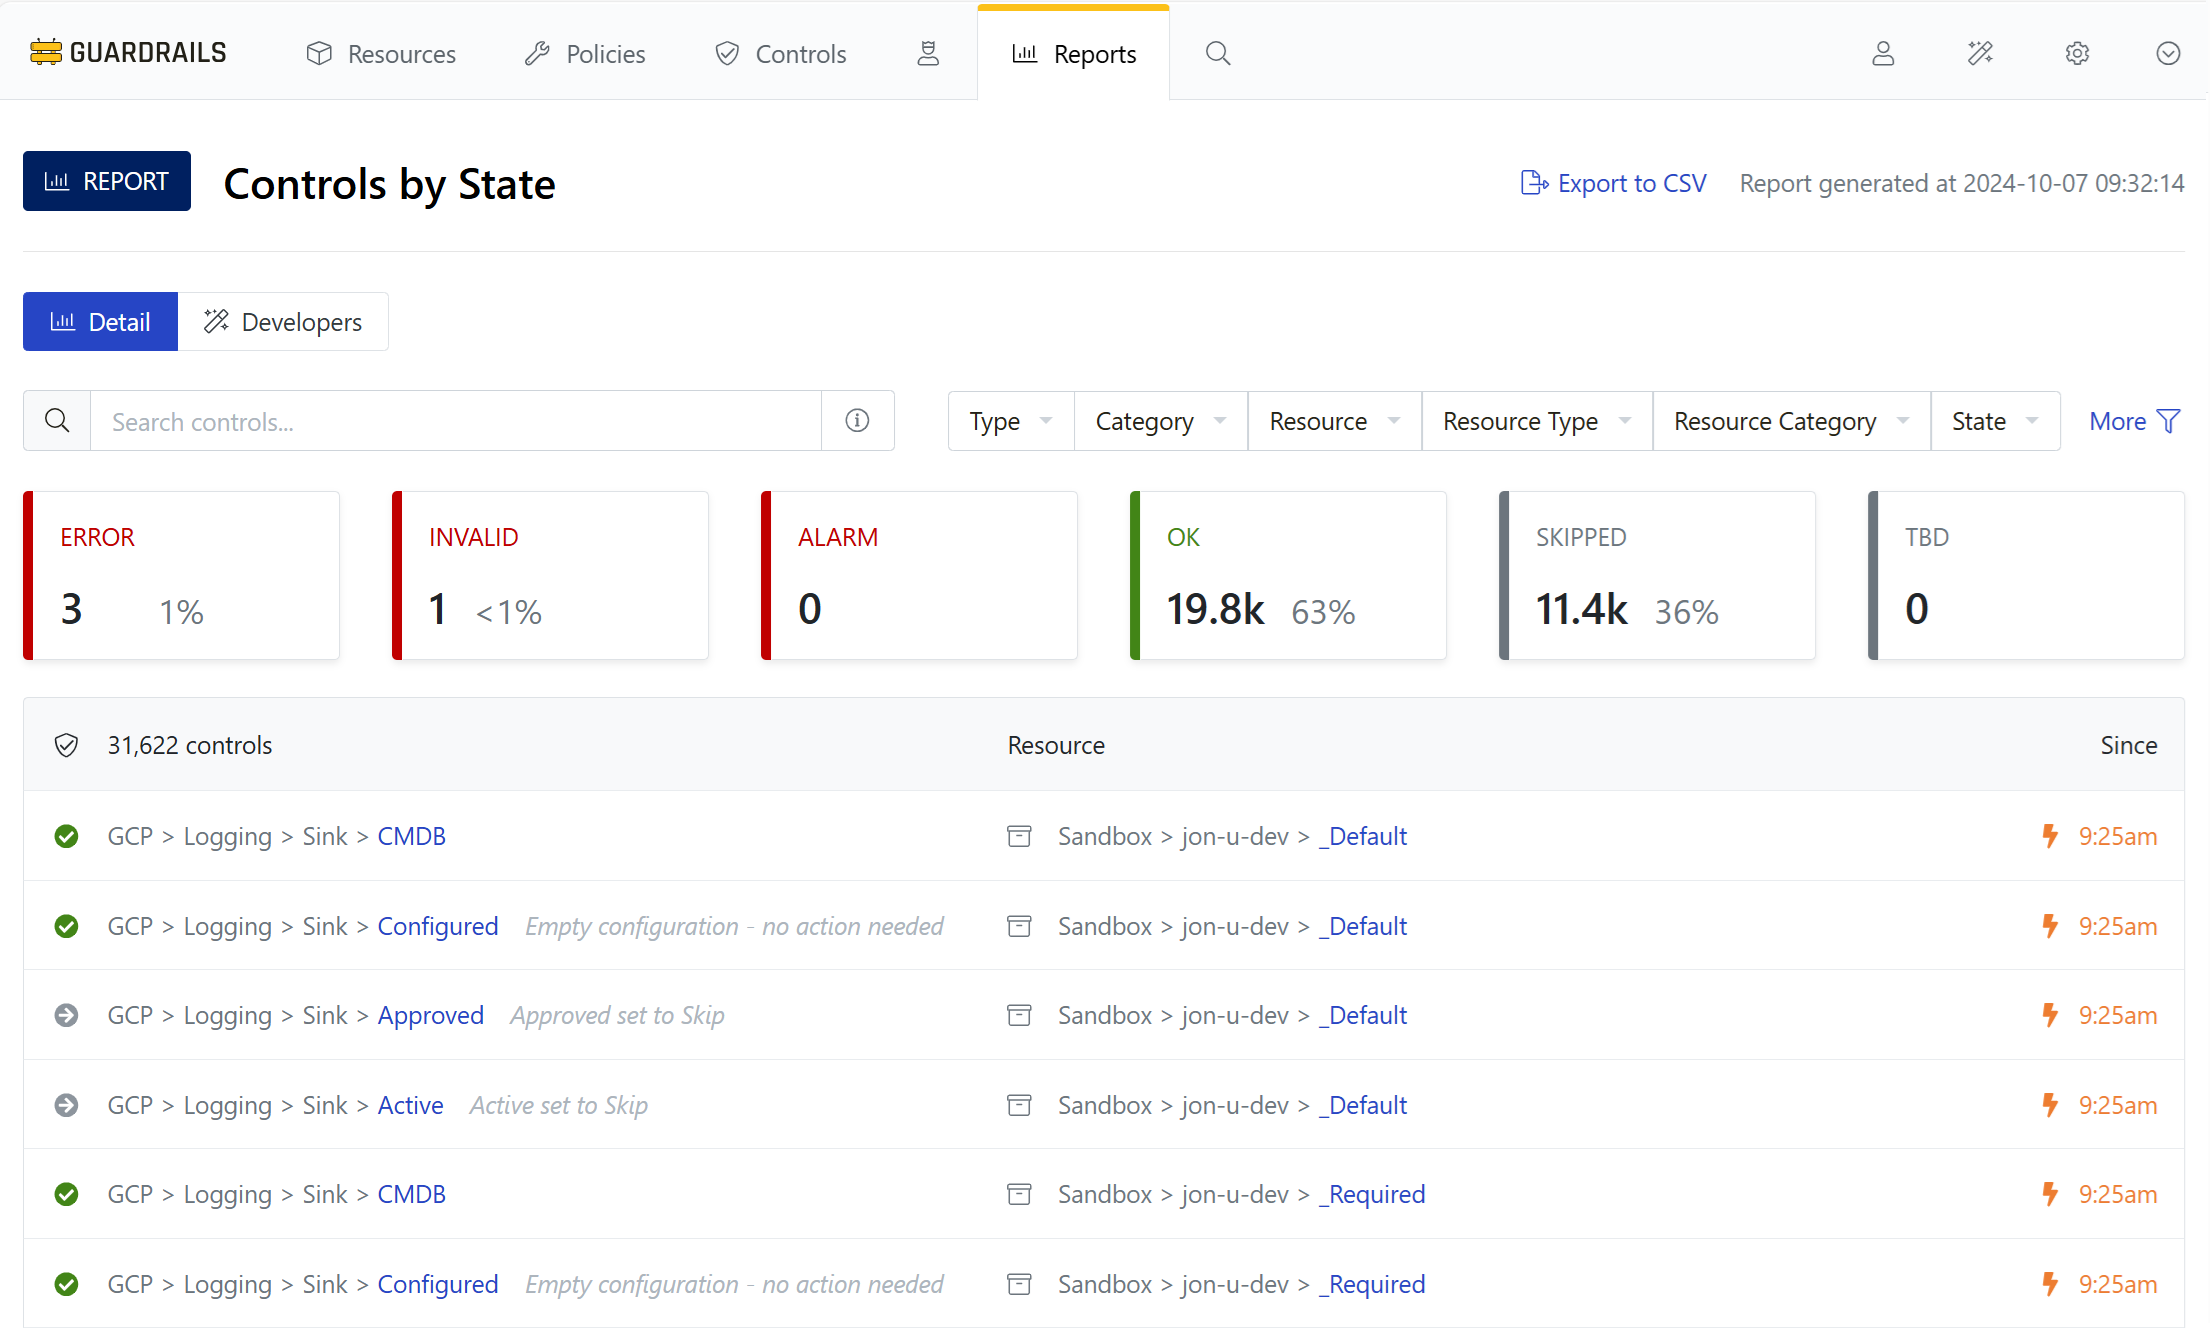 GUARDRAILS Resources Policies Controls Reports
REPORT Controls by State Export to CSV Report generated at 2024-10-07 09:32:14
Detail Developers
Search controls... Type Category Resource Resource Type Resource Category State More
ERROR INVALID ALARM OK SKIPPED TBD
3 1% 1 <1% 0 19.8k 63% 11.4k 36% 0
31,622 controls Resource Since
GCP > Logging > Sink > CMDB Sandbox > jon-u-dev > _Default 9:25am
GCP > Logging > Sink > Configured Empty configuration - no action needed Sandbox > jon-u-dev > _Default 9:25am
GCP > Logging > Sink > Approved Approved set to Skip Sandbox > jon-u-dev > _Default 9:25am
GCP > Logging > Sink > Active Active set to Skip Sandbox > jon-u-dev > _Default 9:25am
GCP > Logging > Sink > CMDB Sandbox > jon-u-dev > _Required 9:25am
GCP > Logging > Sink > Configured Empty configuration - no action needed Sandbox > jon-u-dev > _Required 9:25am